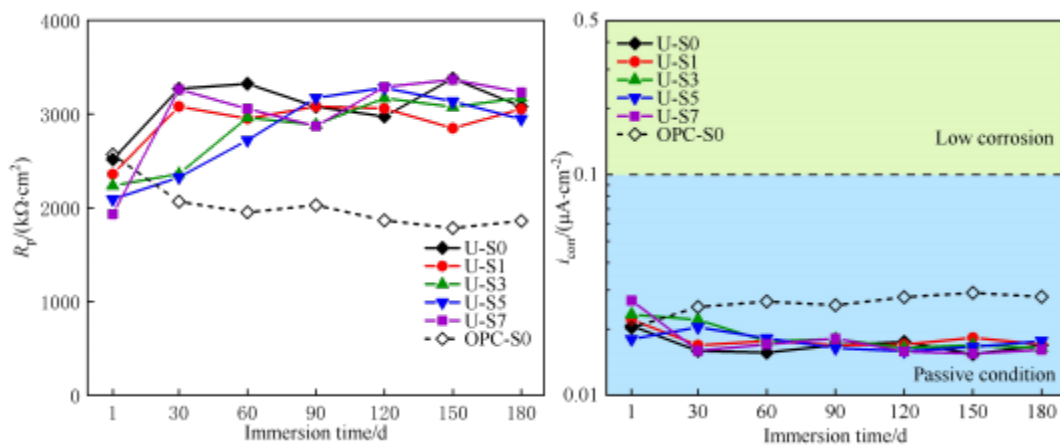 4000
3000
2000
1000
0
Rp/(kΩ·cm²)
U-S0
U-S1
U-S3
U-S5
U-S7
OPC-S0
1 30 60 90 120 150 180
Immersion time/d
0.5
0.1
0.01
icorr/(μA·cm⁻²)
U-S0
U-S1
U-S3
U-S5
U-S7
OPC-S0
Low corrosion
Passive condition
1 30 60 90 120 150 180
Immersion time/d